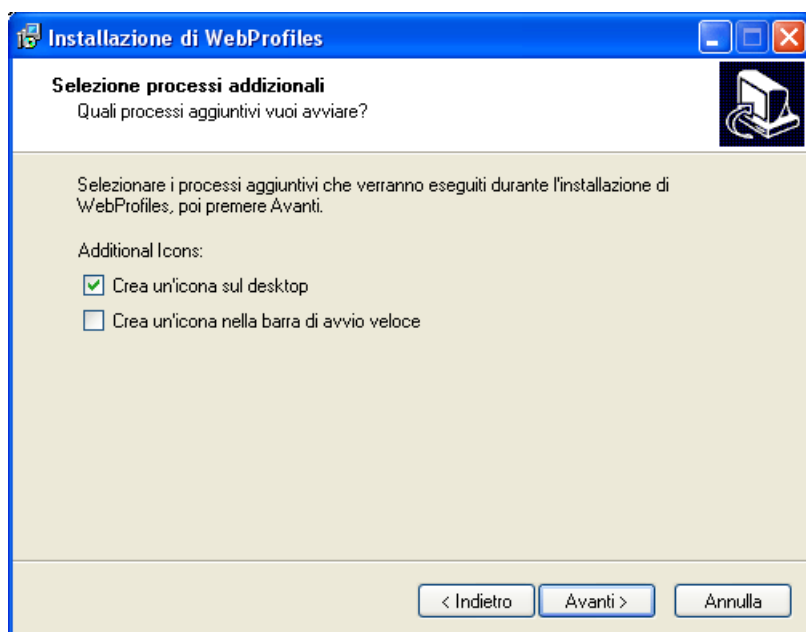 Installazione di WebProfiles
Selezione processi addizionali
Quali processi aggiuntivi vuoi avviare?
Selezionare i processi aggiuntivi che verranno eseguiti durante l'installazione di
WebProfiles, poi premere Avanti.
Additional Icons:
Crea un'icona sul desktop
Crea un'icona nella barra di avvio veloce
< Indietro
Avanti >
Annulla